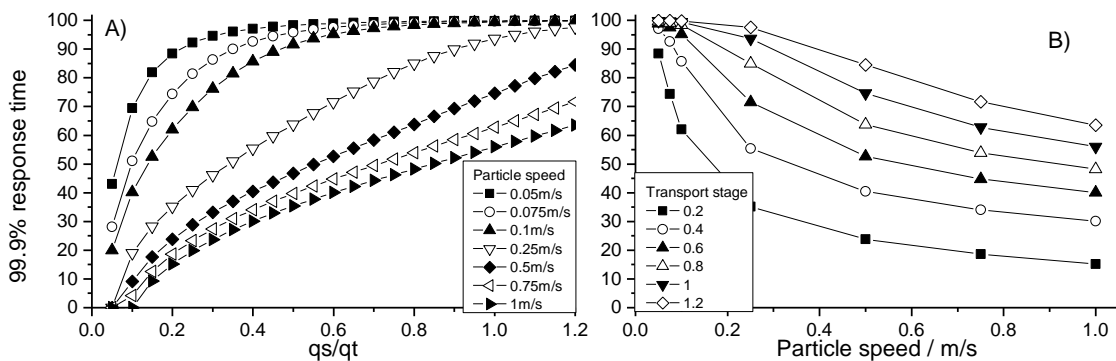 A)
100
90
80
70
60
50
40
30
20
10
0
99.9% response time
0.0 0.2 0.4 0.6 0.8 1.0 1.2
qs/qt
Particle speed
0.05m/s
0.075m/s
0.1m/s
0.25m/s
0.5m/s
0.75m/s
1m/s
B)
100
90
80
70
60
50
40
30
20
10
0
0.2 0.4 0.6 0.8 1.0
Particle speed / m/s
Transport stage
0.2
0.4
0.6
0.8
1
1.2